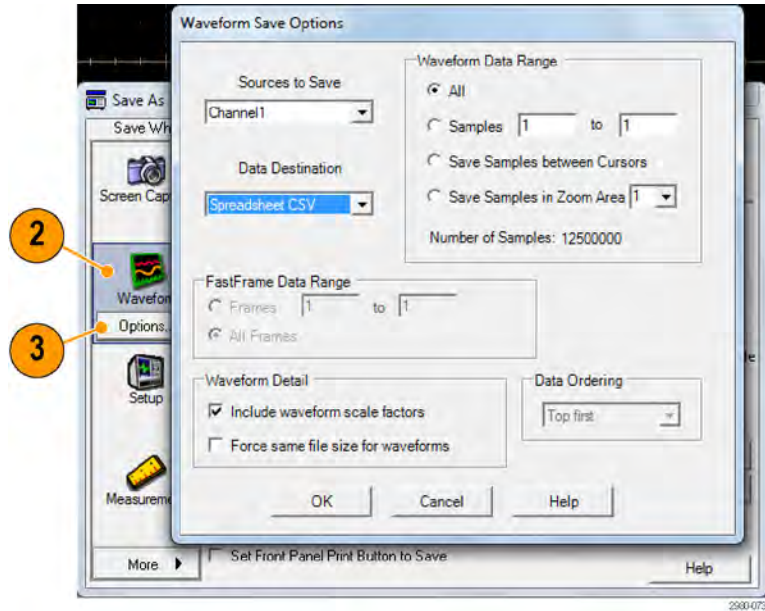 Waveform Save Options
Sources to Save
Channel1
Data Destination
Spreadsheet CSV
Waveform Data Range
All
Samples 1 to 1
Save Samples between Cursors
Save Samples in Zoom Area 1
Number of Samples: 12500000
FastFrame Data Range
Frames 1 to 1
All Frames
Waveform Detail
Include waveform scale factors
Force same file size for waveforms
Data Ordering
Top first
OK Cancel Help
Save As
Save Wh
Screen Cap
2
Wavefor
3
Options..
Setup
Measureme
More
Set Front Panel Print Button to Save
Help
2980-073